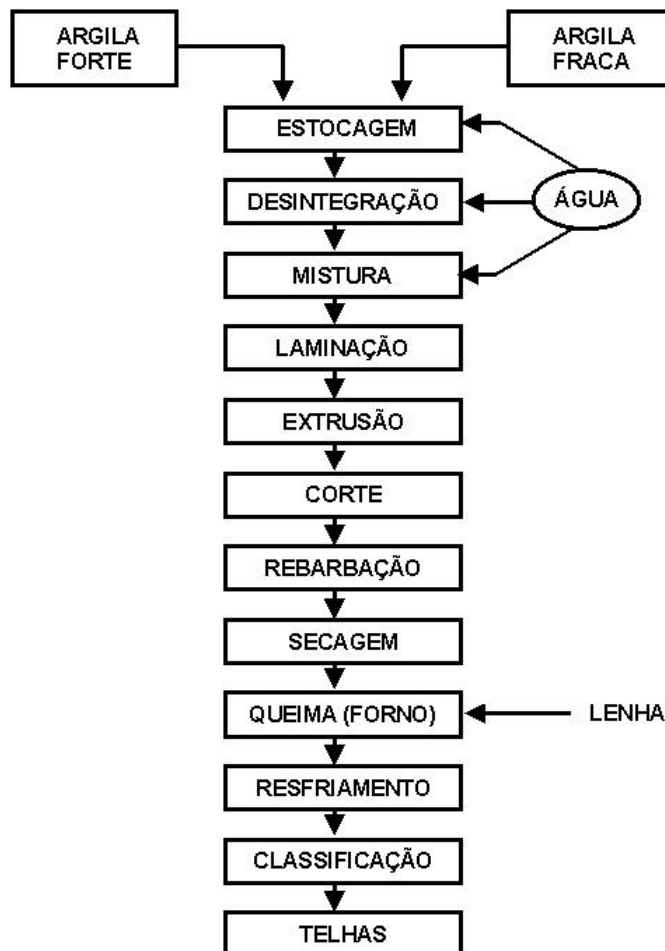 ARGILA
FORTE
ARGILA
FRACA
ESTOCAGEM
DESINTEGRAÇÃO
ÁGUA
MISTURA
LAMINAÇÃO
EXTRUSÃO
CORTE
REBARBAÇÃO
SECAGEM
QUEIMA (FORNO)
LENHA
RESFRIAMENTO
CLASSIFICAÇÃO
TELHAS